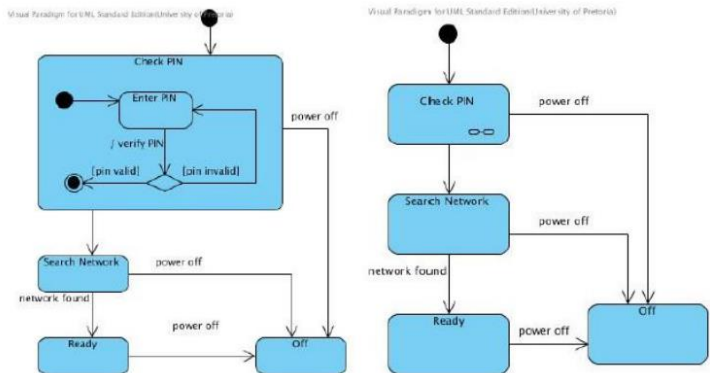 Visual Paradigm for UML Standard Edition(University of Pretoria)
Check PIN
Enter PIN
/ verify PIN
[pin valid]
[pin invalid]
power off
Search Network
power off
network found
Ready
power off
Off
Visual Paradigm for UML Standard Edition(University of Pretoria)
Check PIN
power off
Search Network
power off
network found
Ready
power off
Off